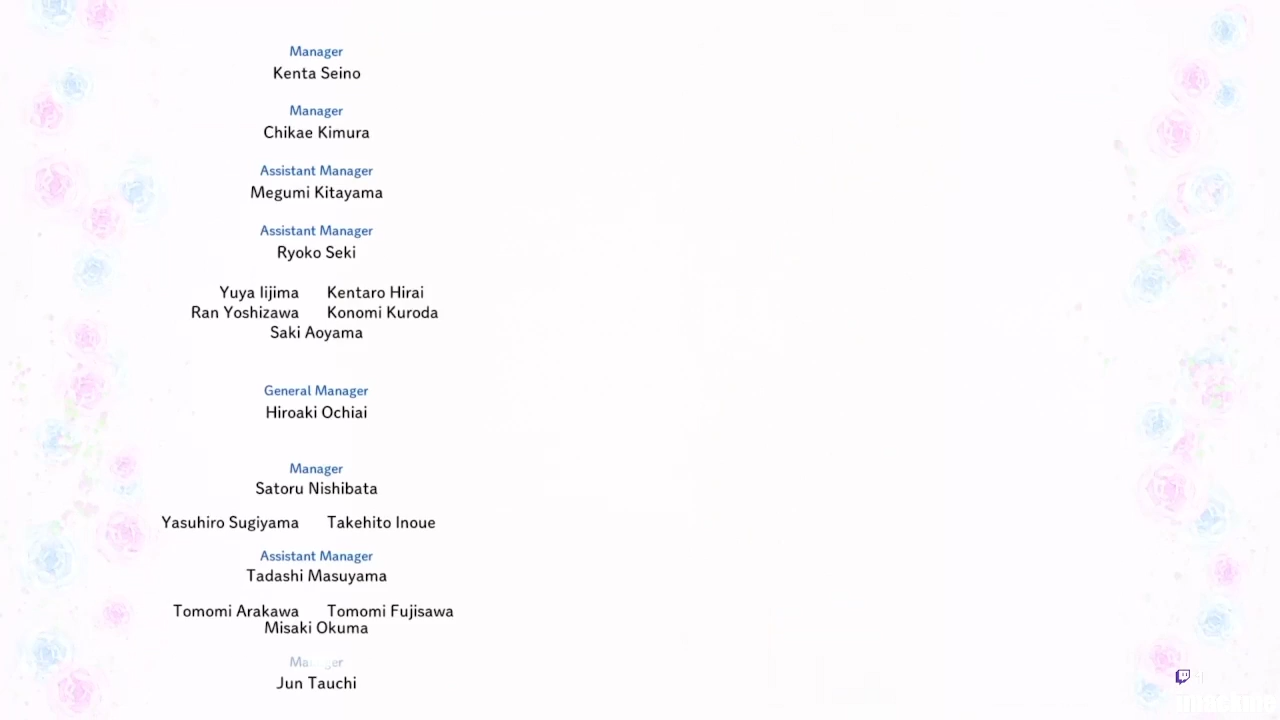 Manager
Kenta Seino
Manager
Chikae Kimura
Assistant Manager
Megumi Kitayama
Assistant Manager
Ryoko Seki
Yuya Iijima Kentaro Hirai
Ran Yoshizawa Konomi Kuroda
Saki Aoyama
General Manager
Hiroaki Ochiai
Manager
Satoru Nishibata
Yasuhiro Sugiyama Takehito Inoue
Assistant Manager
Tadashi Masuyama
Tomomi Arakawa Tomomi Fujisawa
Misaki Okuma
Manager
Jun Tauchi